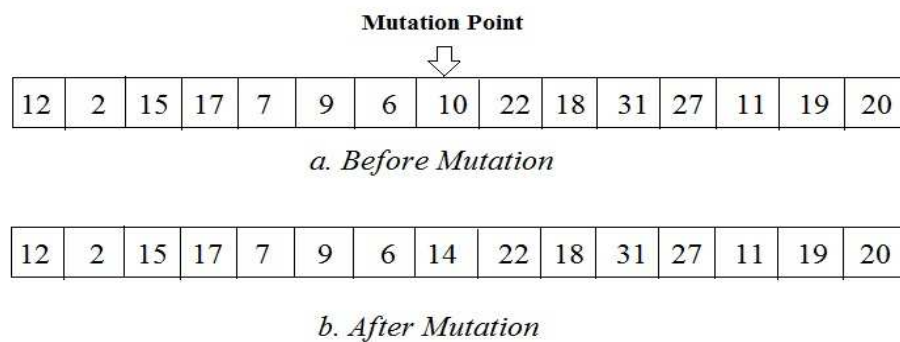 Mutation Point
12 2 15 17 7 9 6 10 22 18 31 27 11 19 20
a. Before Mutation
12 2 15 17 7 9 6 14 22 18 31 27 11 19 20
b. After Mutation